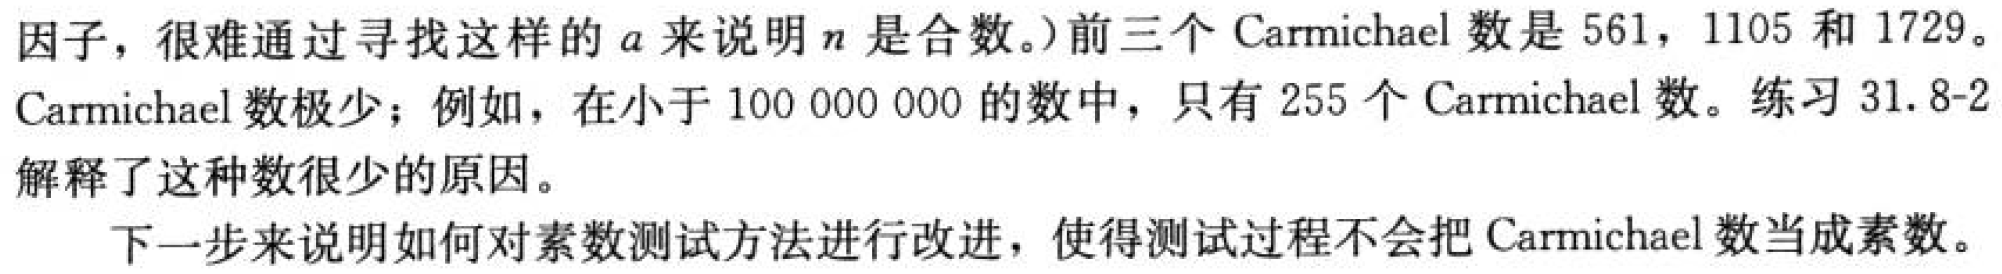 因子，很难通过寻找这样的 a 来说明 n 是合数。）前三个 Carmichael 数是 561，1105 和 1729。
Carmichael 数极少；例如，在小于 100 000 000 的数中，只有 255 个 Carmichael 数。练习 31.8-2
解释了这种数很少的原因。
下一步来说明如何对素数测试方法进行改进，使得测试过程不会把 Carmichael 数当成素数。